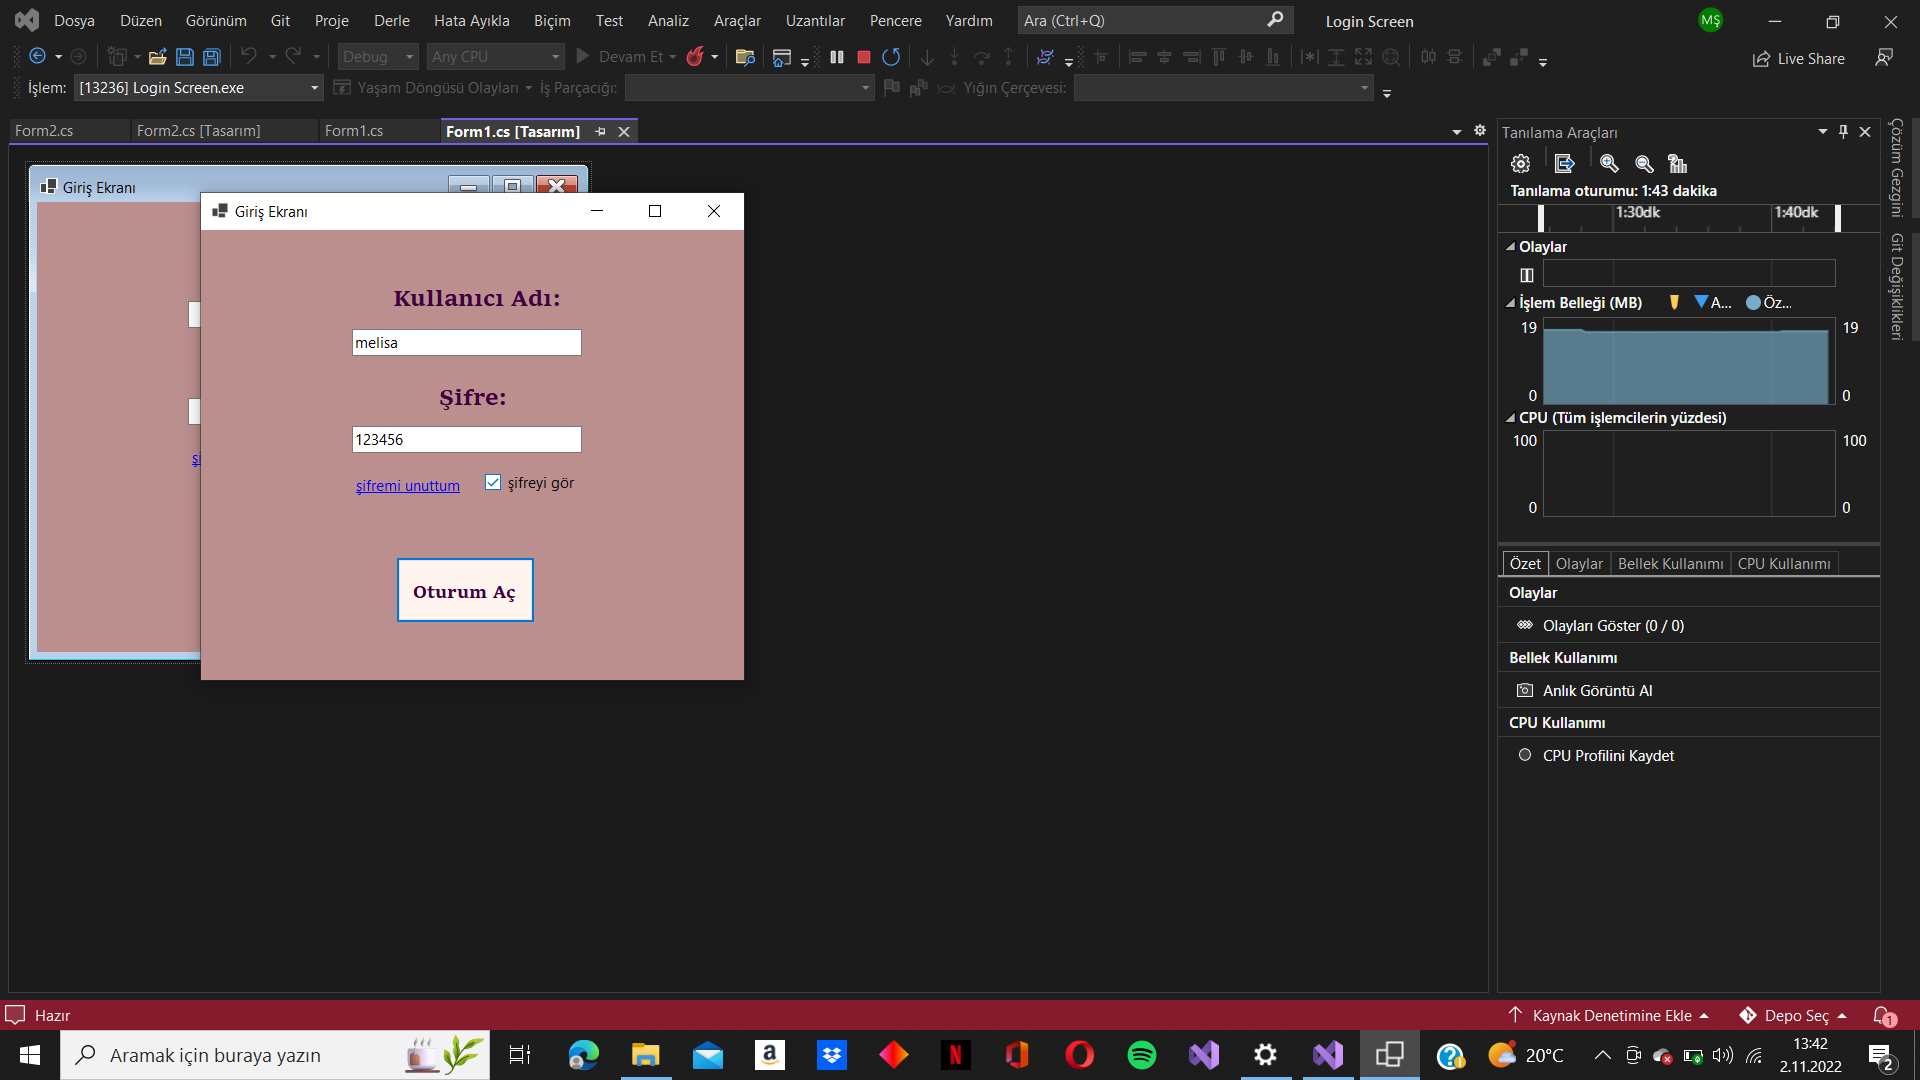 Dosya Düzen Görünüm Git Proje Derle Hata Ayıkla Biçim Test Analiz Araçlar Uzantılar Pencere Yardım Ara (Ctrl+Q) Login Screen MŞ
Debug Any CPU Devam Et Live Share
İşlem: [13236] Login Screen.exe Yaşam Döngüsü Olayları İş Parçacığı: Yığın Çerçevesi:
Form2.cs Form2.cs [Tasarım] Form1.cs Form1.cs [Tasarım]
Giriş Ekranı
şi
Giriş Ekranı
Kullanıcı Adı:
melisa
Şifre:
123456
şifremi unuttum şifreyi gör
Oturum Aç
Tanılama Araçları
Tanılama oturumu: 1:43 dakika
1:30dk 1:40dk
Olaylar
İşlem Belleği (MB) A... Öz...
19 19
0 0
CPU (Tüm işlemcilerin yüzdesi)
100 100
0 0
Özet Olaylar Bellek Kullanımı CPU Kullanımı
Olaylar
Olayları Göster (0 / 0)
Bellek Kullanımı
Anlık Görüntü Al
CPU Kullanımı
CPU Profilini Kaydet
Çözüm Gezgini
Git Değişiklikleri
Hazır Kaynak Denetimine Ekle Depo Seç 1
Aramak için buraya yazın 20°C 13:42
2.11.2022 2